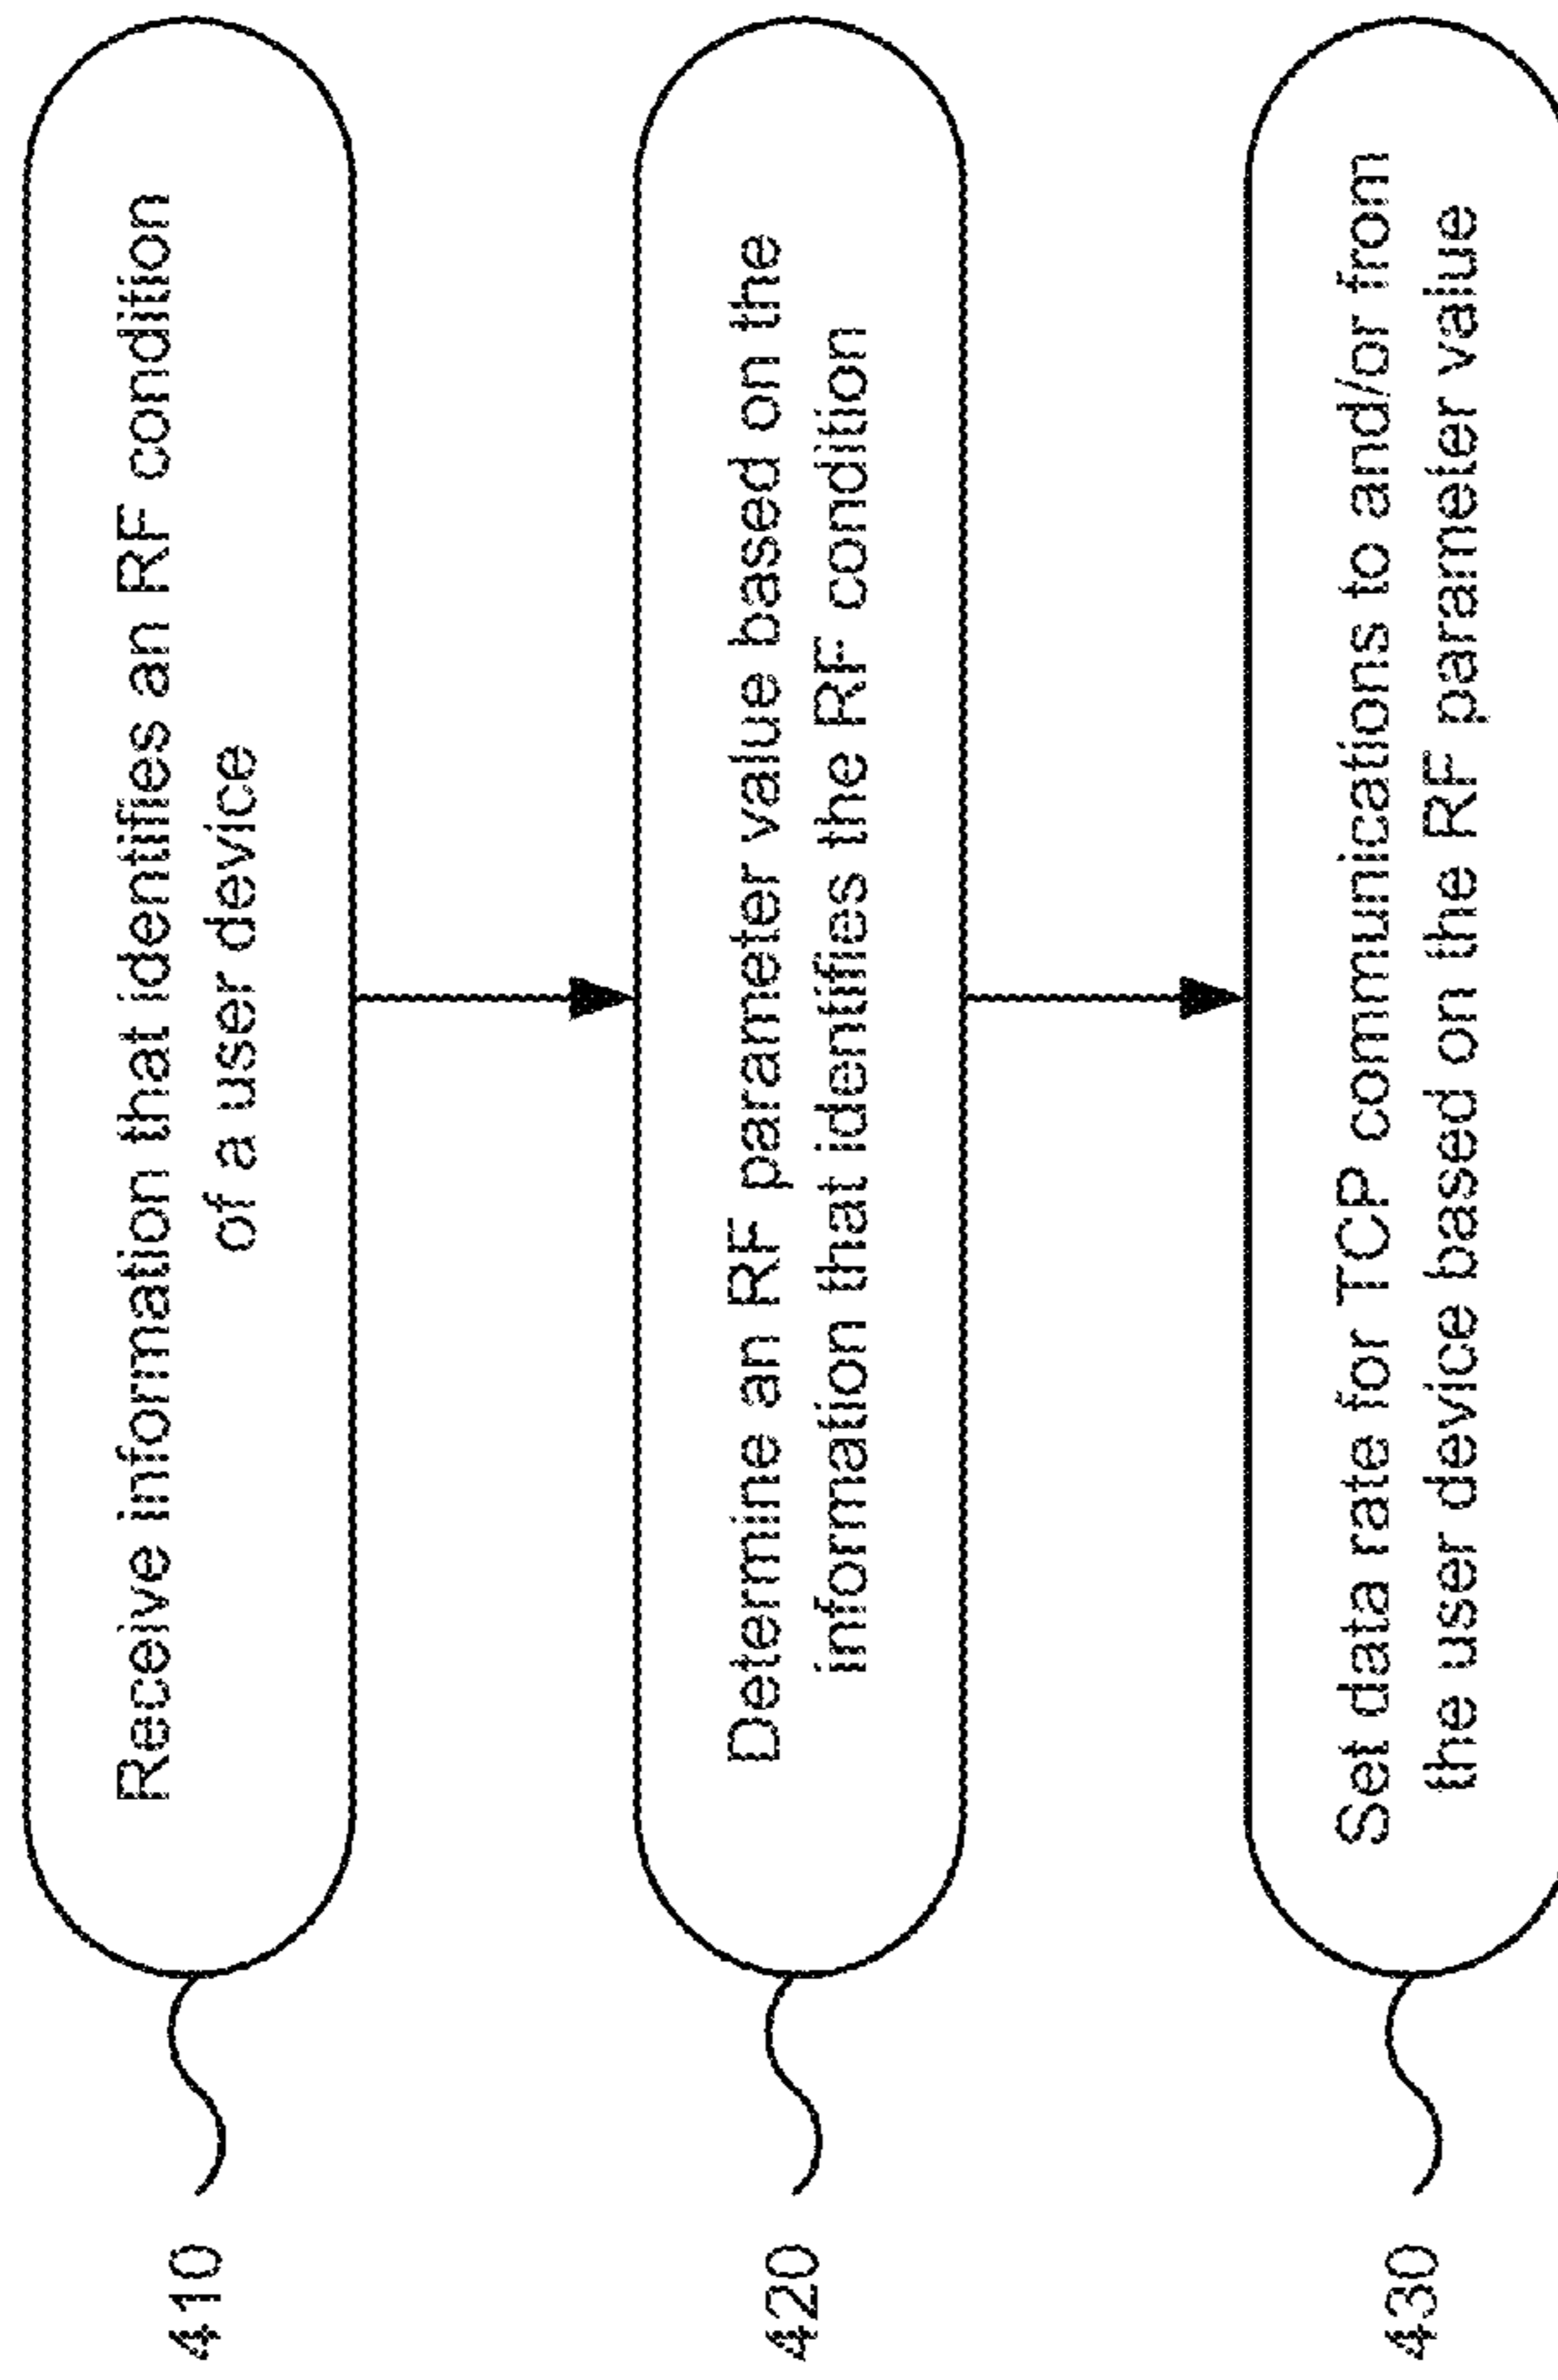 410
Receive information that identifies an RF condition
of a user device
420
Determine an RF parameter value based on the
information that identifies the RF condition
430
Set data rate for TCP communications to and/or from
the user device based on the RF parameter value